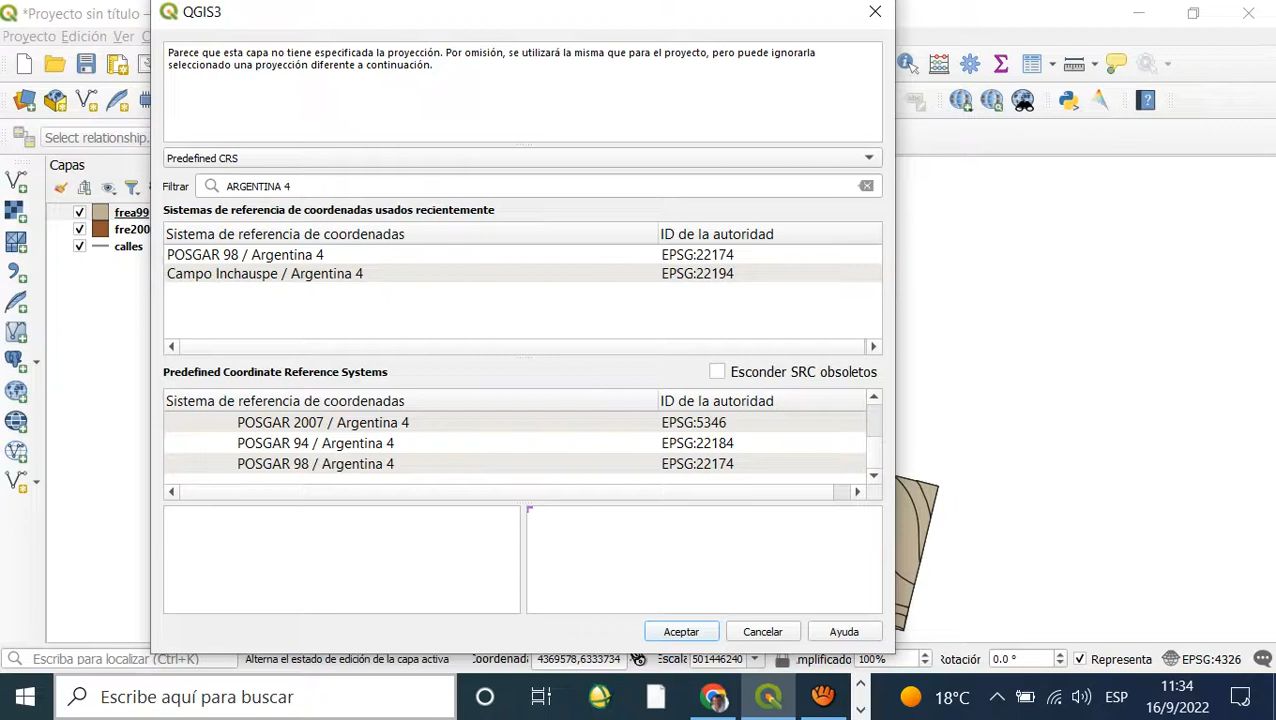 *Proyecto sin título
QGIS3
Proyecto Edición Ver
Parece que esta capa no tiene especificada la proyección. Por omisión, se utilizará la misma que para el proyecto, pero puede ignorarla
seleccionado una proyección diferente a continuación.
Select relationship.
Predefined CRS
Capas
Filtrar ARGENTINA 4
frea99
fre200
calles
Sistemas de referencia de coordenadas usados recientemente
Sistema de referencia de coordenadas ID de la autoridad
POSGAR 98 / Argentina 4 EPSG:22174
Campo Inchauspe / Argentina 4 EPSG:22194
Predefined Coordinate Reference Systems Esconder SRC obsoletos
Sistema de referencia de coordenadas ID de la autoridad
POSGAR 2007 / Argentina 4 EPSG:5346
POSGAR 94 / Argentina 4 EPSG:22184
POSGAR 98 / Argentina 4 EPSG:22174
Aceptar Cancelar Ayuda
Escriba para localizar (Ctrl+K) Alterna el estado de edición de la capa activa Coordenada 4369578,6333734 Escala 501446240 amplificado 100% Rotación 0.0 ° Representa EPSG:4326
Escribe aquí para buscar 18°C ESP 11:34
16/9/2022